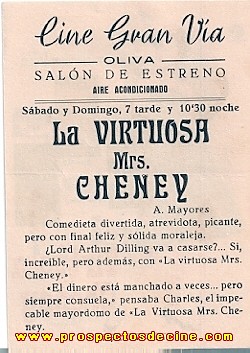 Cine Gran Vía
OLIVA
SALÓN DE ESTRENO
AIRE ACONDICIONADO
Sábado y Domingo, 7 tarde y 10'30 noche
La VIRTUOSA
Mrs.
CHENEY
A. Mayores
Comedieta divertida, atrevidota, picante,
pero con final feliz y sólida moraleja.
¿Lord Arthur Dilling va a casarse?... Si,
increíble, pero además, con «La virtuosa Mrs.
Cheney.»
«El dinero está manchado a veces... pero
siempre consuela,» pensaba Charles, el impe-
cable mayordomo de «La Virtuosa Mrs. Che-
ney.
www.prospectosdecine.com